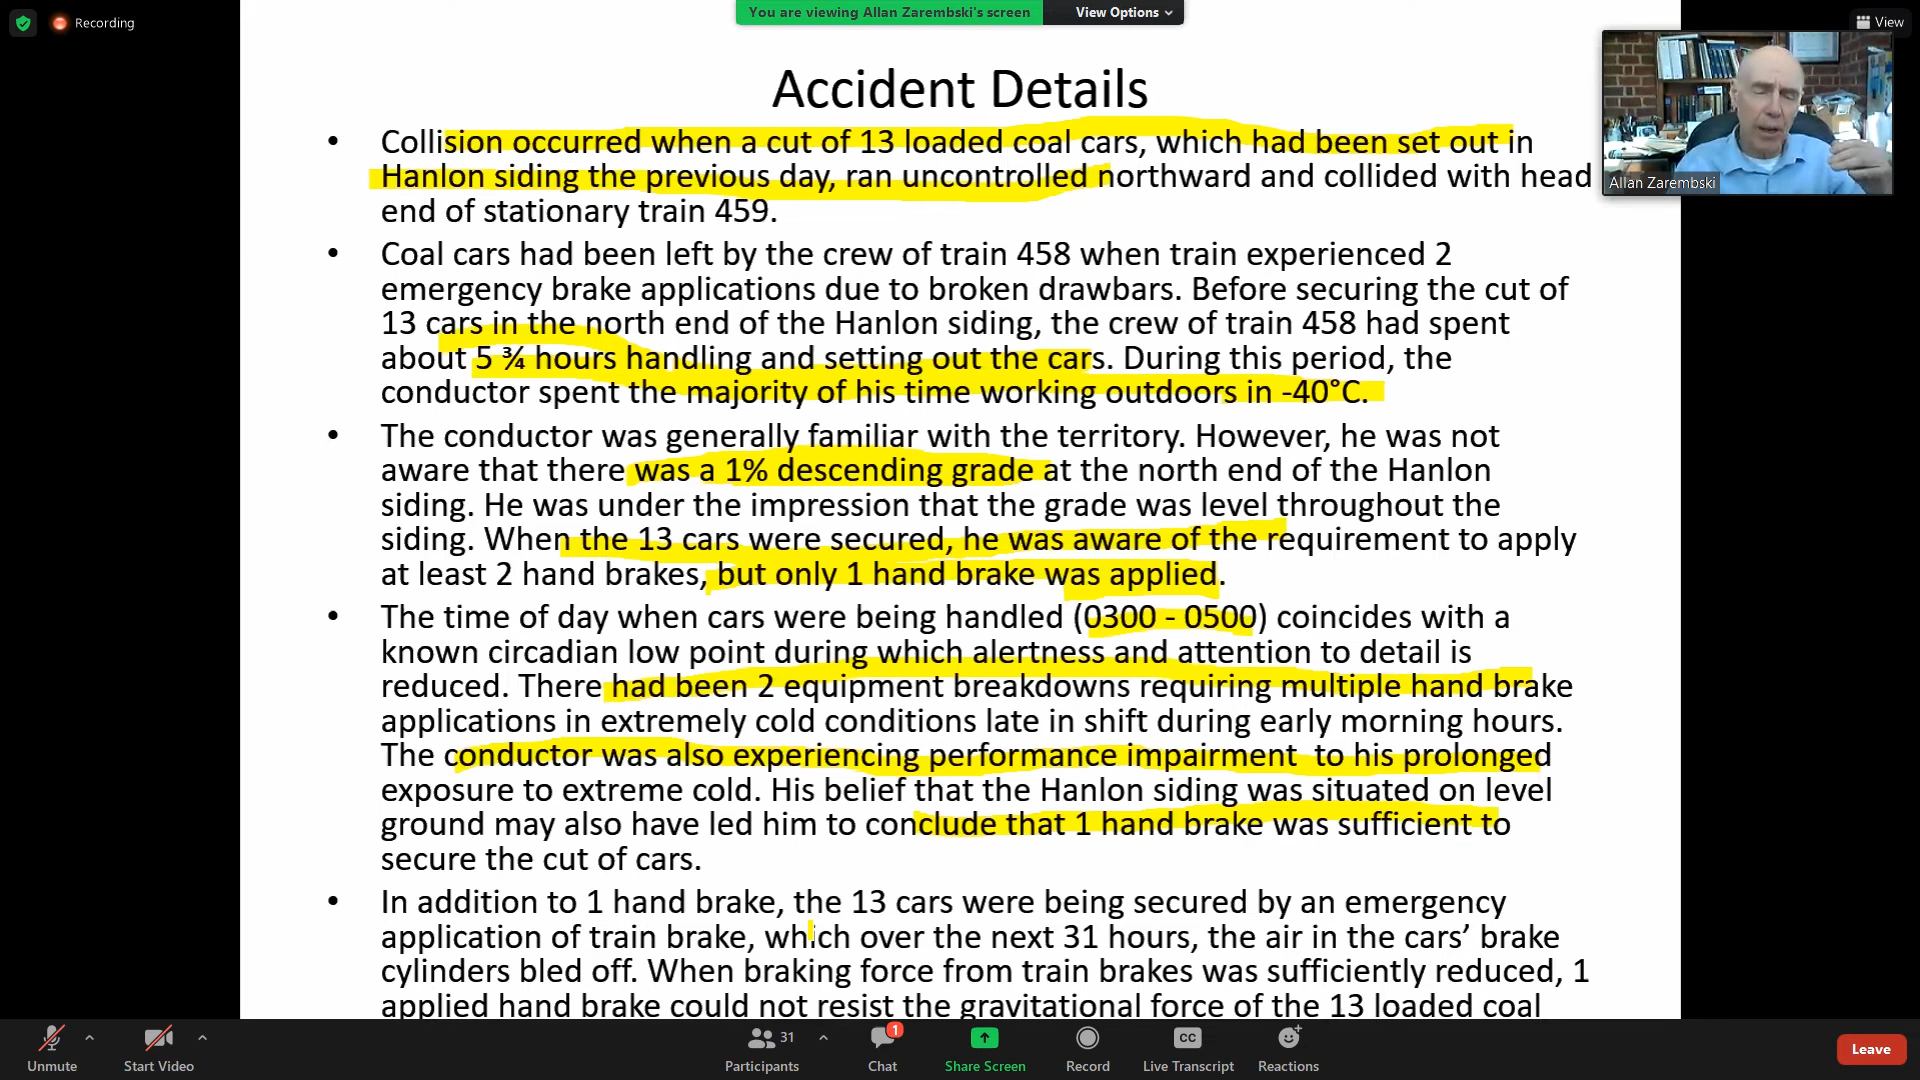 Recording
You are viewing Allan Zarembski's screen
View Options
View
Accident Details
• Collision occurred when a cut of 13 loaded coal cars, which had been set out in
Hanlon siding the previous day, ran uncontrolled northward and collided with head
end of stationary train 459.
• Coal cars had been left by the crew of train 458 when train experienced 2
emergency brake applications due to broken drawbars. Before securing the cut of
13 cars in the north end of the Hanlon siding, the crew of train 458 had spent
about 5 ¾ hours handling and setting out the cars. During this period, the
conductor spent the majority of his time working outdoors in -40°C.
• The conductor was generally familiar with the territory. However, he was not
aware that there was a 1% descending grade at the north end of the Hanlon
siding. He was under the impression that the grade was level throughout the
siding. When the 13 cars were secured, he was aware of the requirement to apply
at least 2 hand brakes, but only 1 hand brake was applied.
• The time of day when cars were being handled (0300 - 0500) coincides with a
known circadian low point during which alertness and attention to detail is
reduced. There had been 2 equipment breakdowns requiring multiple hand brake
applications in extremely cold conditions late in shift during early morning hours.
The conductor was also experiencing performance impairment to his prolonged
exposure to extreme cold. His belief that the Hanlon siding was situated on level
ground may also have led him to conclude that 1 hand brake was sufficient to
secure the cut of cars.
• In addition to 1 hand brake, the 13 cars were being secured by an emergency
application of train brake, which over the next 31 hours, the air in the cars’ brake
cylinders bled off. When braking force from train brakes was sufficiently reduced, 1
applied hand brake could not resist the gravitational force of the 13 loaded coal
Allan Zarembski
Unmute
Start Video
31
Participants
1
Chat
Share Screen
Record
CC
Live Transcript
Reactions
Leave